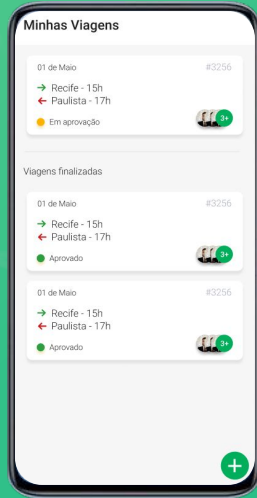 Minhas Viagens
01 de Maio #3256
→ Recife - 15h
← Paulista - 17h
Em aprovação 3+
Viagens finalizadas
01 de Maio #3256
→ Recife - 15h
← Paulista - 17h
Aprovado 3+
01 de Maio #3256
→ Recife - 15h
← Paulista - 17h
Aprovado 3+
+